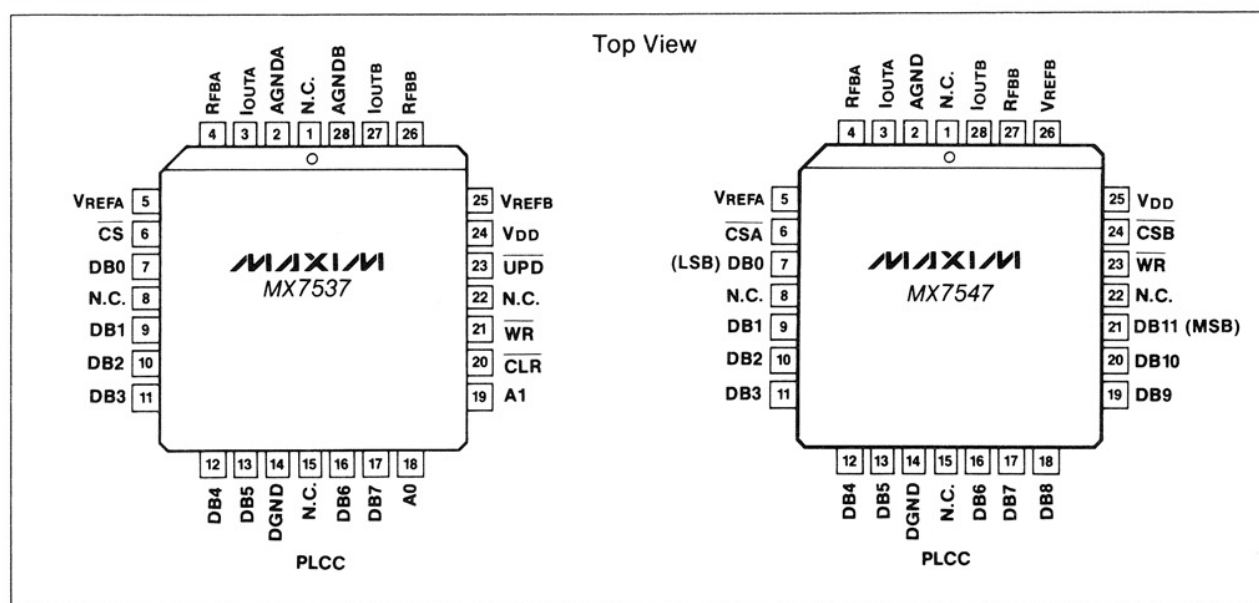 Top View
RFBA IOUTA AGNDA N.C. AGNDB IOUTB RFBB
4 3 2 1 28 27 26
VREFA 5
CS 6
DB0 7
N.C. 8
DB1 9
DB2 10
DB3 11
MAXIM
MX7537
25 VREFB
24 VDD
23 UPD
22 N.C.
21 WR
20 CLR
19 A1
12 13 14 15 16 17 18
DB4 DB5 DGND N.C. DB6 DB7 A0
PLCC
RFBA IOUTA AGND N.C. IOUTB RFBB VREFB
4 3 2 1 28 27 26
VREFA 5
CSA 6
(LSB) DB0 7
N.C. 8
DB1 9
DB2 10
DB3 11
MAXIM
MX7547
25 VDD
24 CSB
23 WR
22 N.C.
21 DB11 (MSB)
20 DB10
19 DB9
12 13 14 15 16 17 18
DB4 DB5 DGND N.C. DB6 DB7 DB8
PLCC